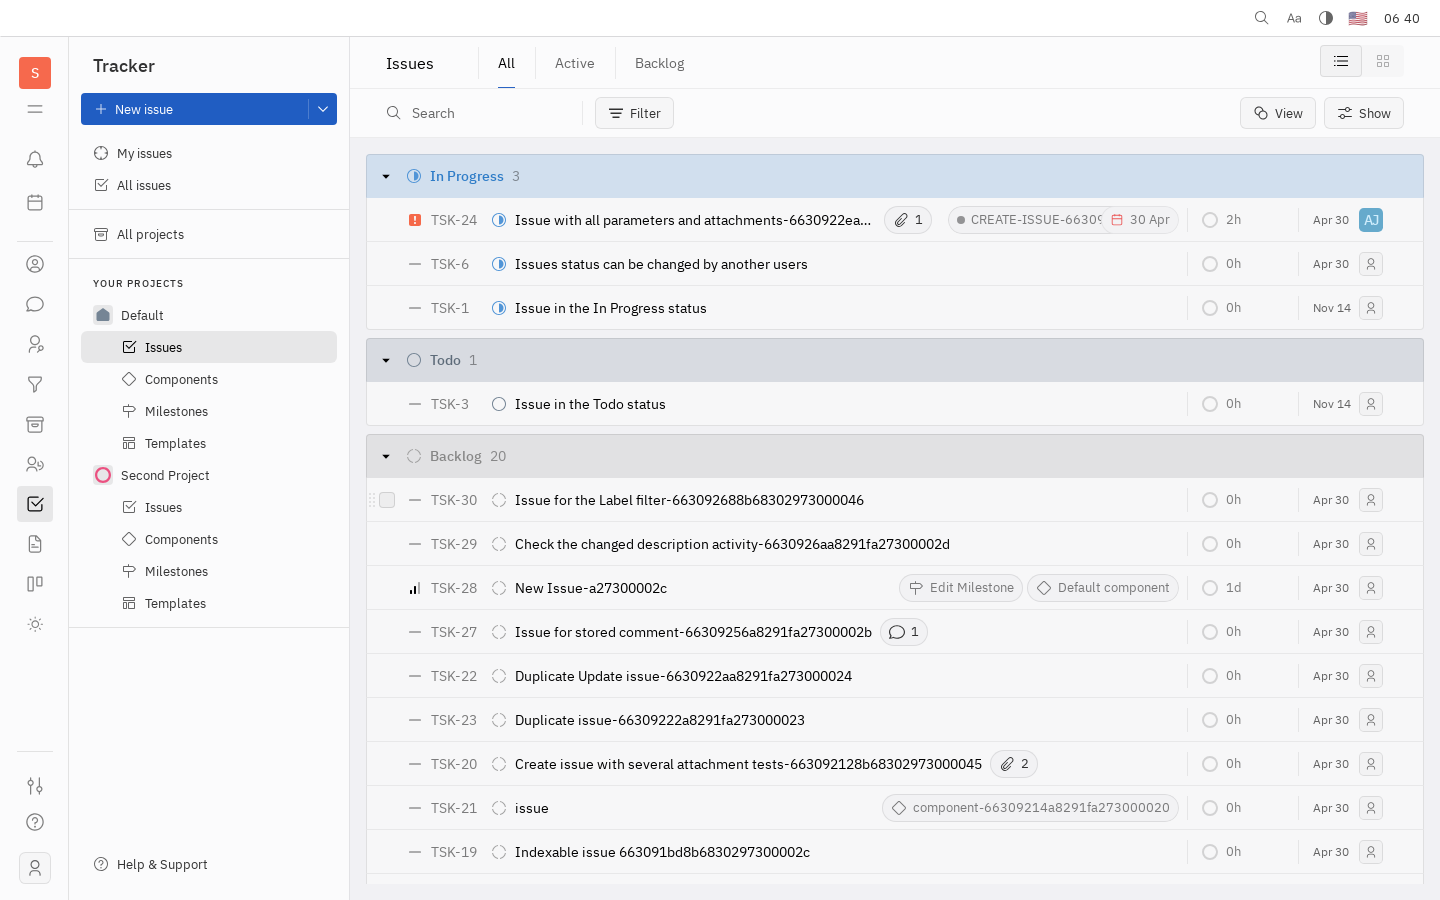 Aa 06 40
S
Tracker
New issue
My issues
All issues
All projects
YOUR PROJECTS
Default
Issues
Components
Milestones
Templates
Second Project
Issues
Components
Milestones
Templates
Help & Support
Issues All Active Backlog
Search Filter View Show
In Progress 3
TSK-24 Issue with all parameters and attachments-6630922ea... 1 CREATE-ISSUE-66309 30 Apr 2h Apr 30 AJ
TSK-6 Issues status can be changed by another users 0h Apr 30
TSK-1 Issue in the In Progress status 0h Nov 14
Todo 1
TSK-3 Issue in the Todo status 0h Nov 14
Backlog 20
TSK-30 Issue for the Label filter-663092688b68302973000046 0h Apr 30
TSK-29 Check the changed description activity-6630926aa8291fa27300002d 0h Apr 30
TSK-28 New Issue-a27300002c Edit Milestone Default component 1d Apr 30
TSK-27 Issue for stored comment-66309256a8291fa27300002b 1 0h Apr 30
TSK-22 Duplicate Update issue-6630922aa8291fa273000024 0h Apr 30
TSK-23 Duplicate issue-66309222a8291fa273000023 0h Apr 30
TSK-20 Create issue with several attachment tests-663092128b68302973000045 2 0h Apr 30
TSK-21 issue component-66309214a8291fa273000020 0h Apr 30
TSK-19 Indexable issue 663091bd8b6830297300002c 0h Apr 30